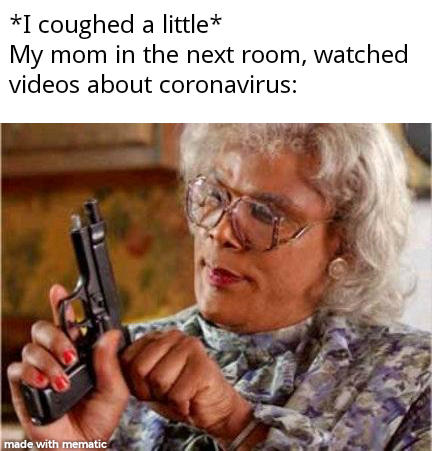 *I coughed a little*
My mom in the next room, watched
videos about coronavirus:
made with mematic